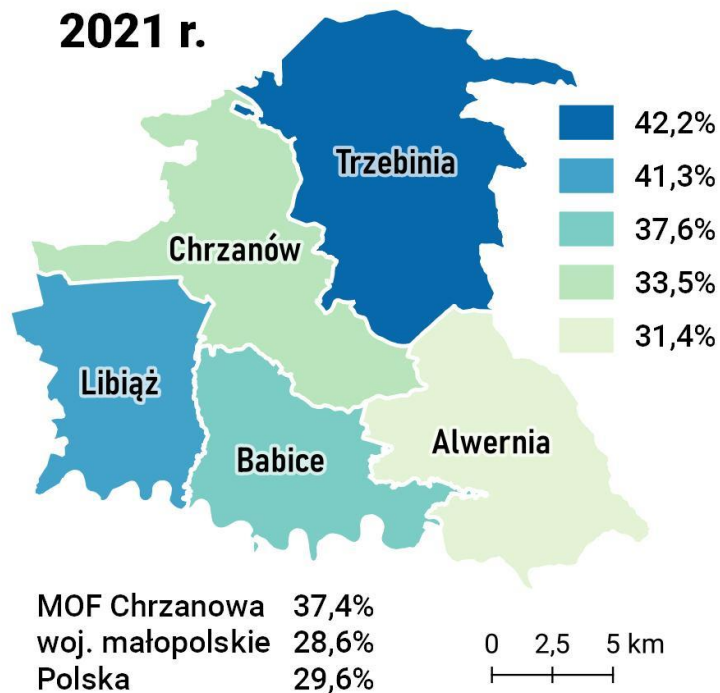 2021 r.
Trzebinia
Chrzanów
Libiąż
Babice
Alwernia
42,2%
41,3%
37,6%
33,5%
31,4%
MOF Chrzanowa 37,4%
woj. małopolskie 28,6%
Polska 29,6%
0 2,5 5 km